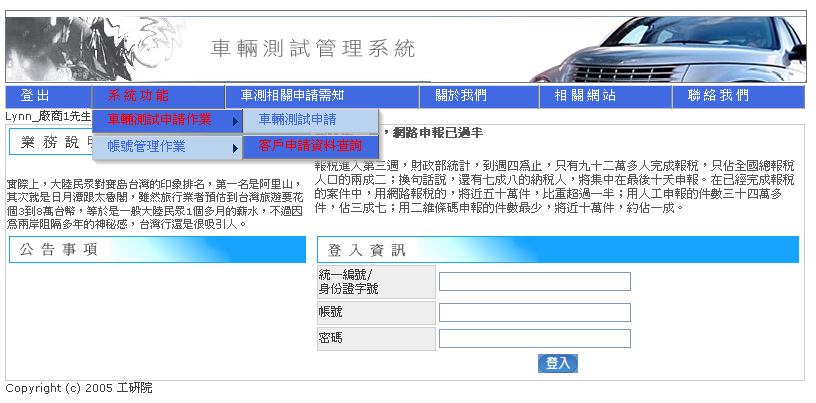 車輛測試管理系統
登出 系統功能 車測相關申請需知 關於我們 相關網站 聯絡我們
Lynn_廠商1先生
車輛測試申請作業 車輛測試申請
帳號管理作業 客戶申請資料查詢
業務說明
，網路申報已過半
報稅進入第三週，財政部統計，到週四為止，只有九十二萬多人完成報稅，只佔全國總報稅
人口的兩成二；換句話說，還有七成八的納稅人，將集中在最後十天申報。在已經完成報稅
的案件中，用網路報稅的，將近五十萬件，比重超過一半；用人工申報的件數三十四萬多
件，佔三成七；用二維條碼申報的件數最少，將近十萬件，約佔一成。
實際上，大陸民眾對寶島台灣的印象排名，第一名是阿里山，
其次就是日月潭跟太魯閣，雖然旅行業者預估到台灣旅遊要花
個3到8萬台幣，等於是一般大陸民眾1個多月的薪水，不過因
為兩岸阻隔多年的神秘感，台灣行還是很吸引人。
公告事項
登入資訊
統一編號/
身份證字號
帳號
密碼
登入
Copyright (c) 2005 工研院